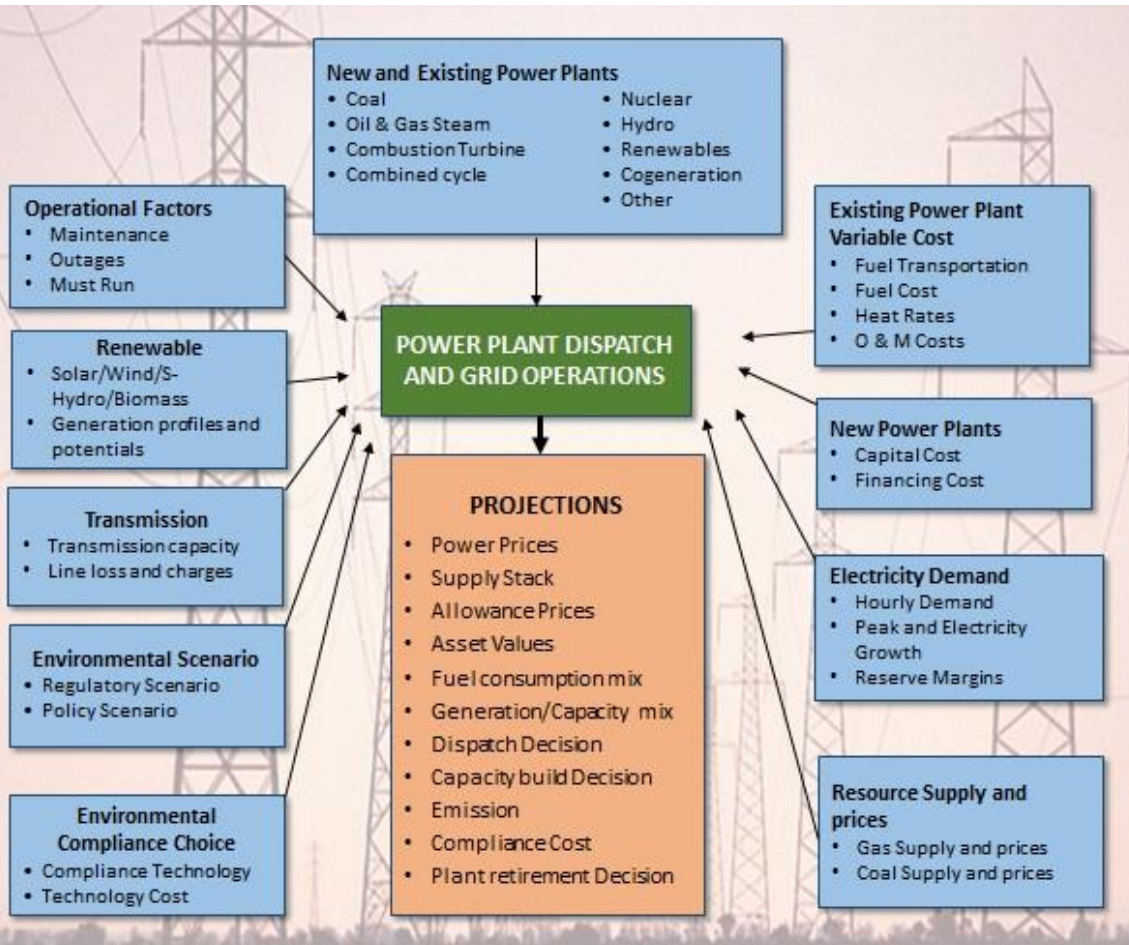 New and Existing Power Plants
• Coal
• Oil & Gas Steam
• Combustion Turbine
• Combined cycle
• Nuclear
• Hydro
• Renewables
• Cogeneration
• Other
Operational Factors
• Maintenance
• Outages
• Must Run
Renewable
• Solar/Wind/S-
Hydro/Biomass
• Generation profiles and
potentials
Transmission
• Transmission capacity
• Line loss and charges
Environmental Scenario
• Regulatory Scenario
• Policy Scenario
Environmental
Compliance Choice
• Compliance Technology
• Technology Cost
POWER PLANT DISPATCH
AND GRID OPERATIONS
PROJECTIONS
• Power Prices
• Supply Stack
• Allowance Prices
• Asset Values
• Fuel consumption mix
• Generation/Capacity mix
• Dispatch Decision
• Capacity build Decision
• Emission
• Compliance Cost
• Plant retirement Decision
Existing Power Plant
Variable Cost
• Fuel Transportation
• Fuel Cost
• Heat Rates
• O & M Costs
New Power Plants
• Capital Cost
• Financing Cost
Electricity Demand
• Hourly Demand
• Peak and Electricity
Growth
• Reserve Margins
Resource Supply and
prices
• Gas Supply and prices
• Coal Supply and prices